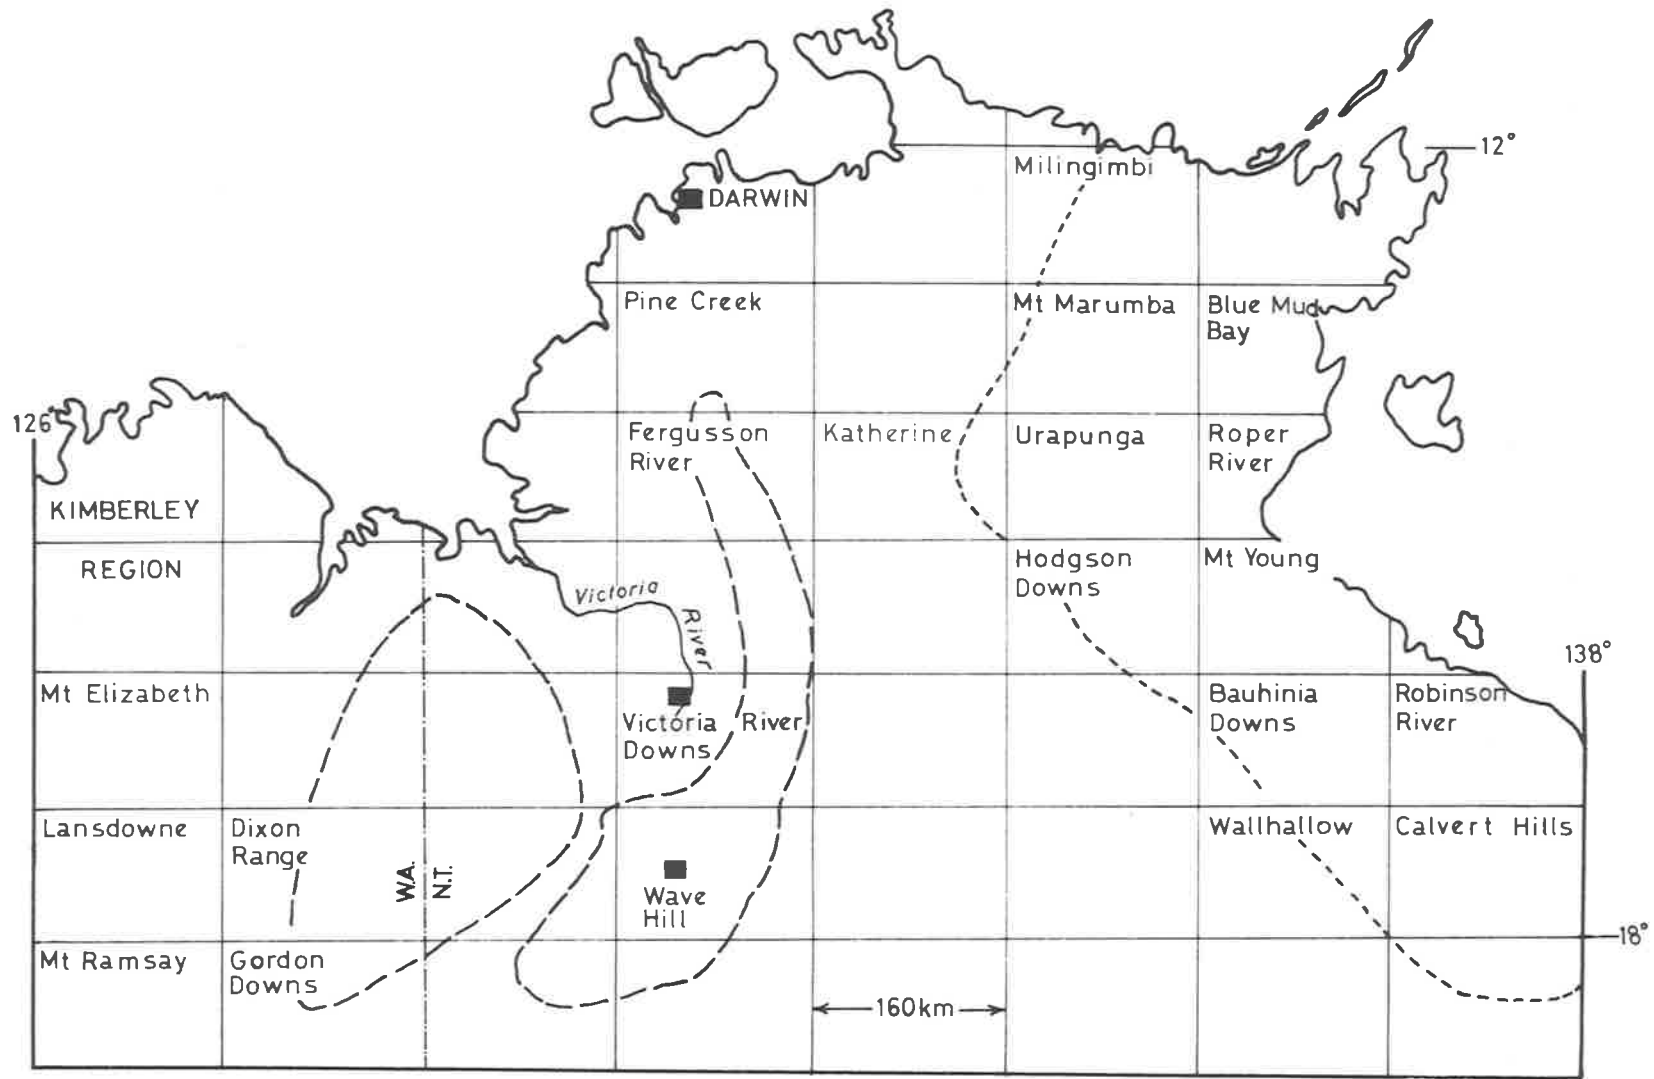 12°
Milingimbi
DARWIN
Pine Creek
Mt Marumba
Blue Mud
Bay
126°
Fergusson
River
Katherine
Urapunga
Roper
River
KIMBERLEY
REGION
Victoria
River
Hodgson
Downs
Mt Young
138°
Mt Elizabeth
Victoria River
Downs
Bauhinia
Downs
Robinson
River
Lansdowne
Dixon
Range
W.A.
N.T.
Wave
Hill
Wallhallow
Calvert Hills
18°
Mt Ramsay
Gordon
Downs
160km